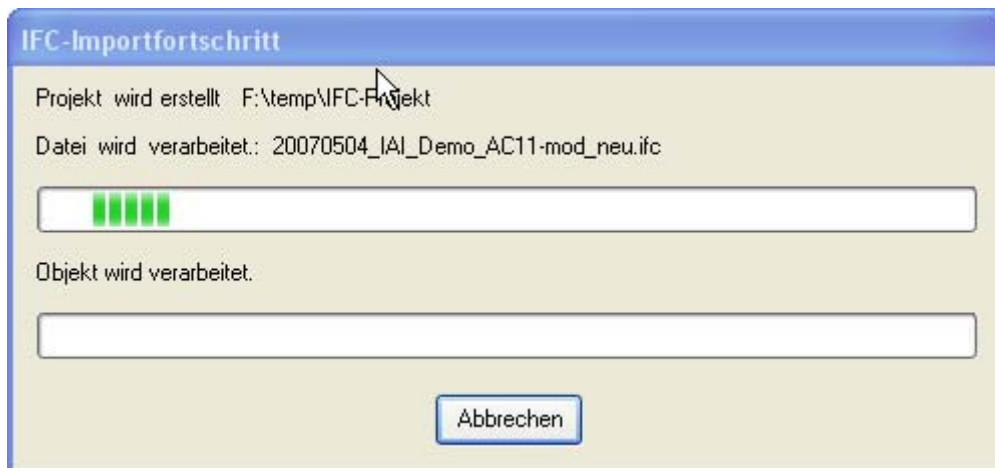 IFC-Importfortschritt
Projekt wird erstellt F:\temp\IFC-Projekt
Datei wird verarbeitet.: 20070504_IAI_Demo_AC11-mod_neu.ifc
Objekt wird verarbeitet.
Abbrechen